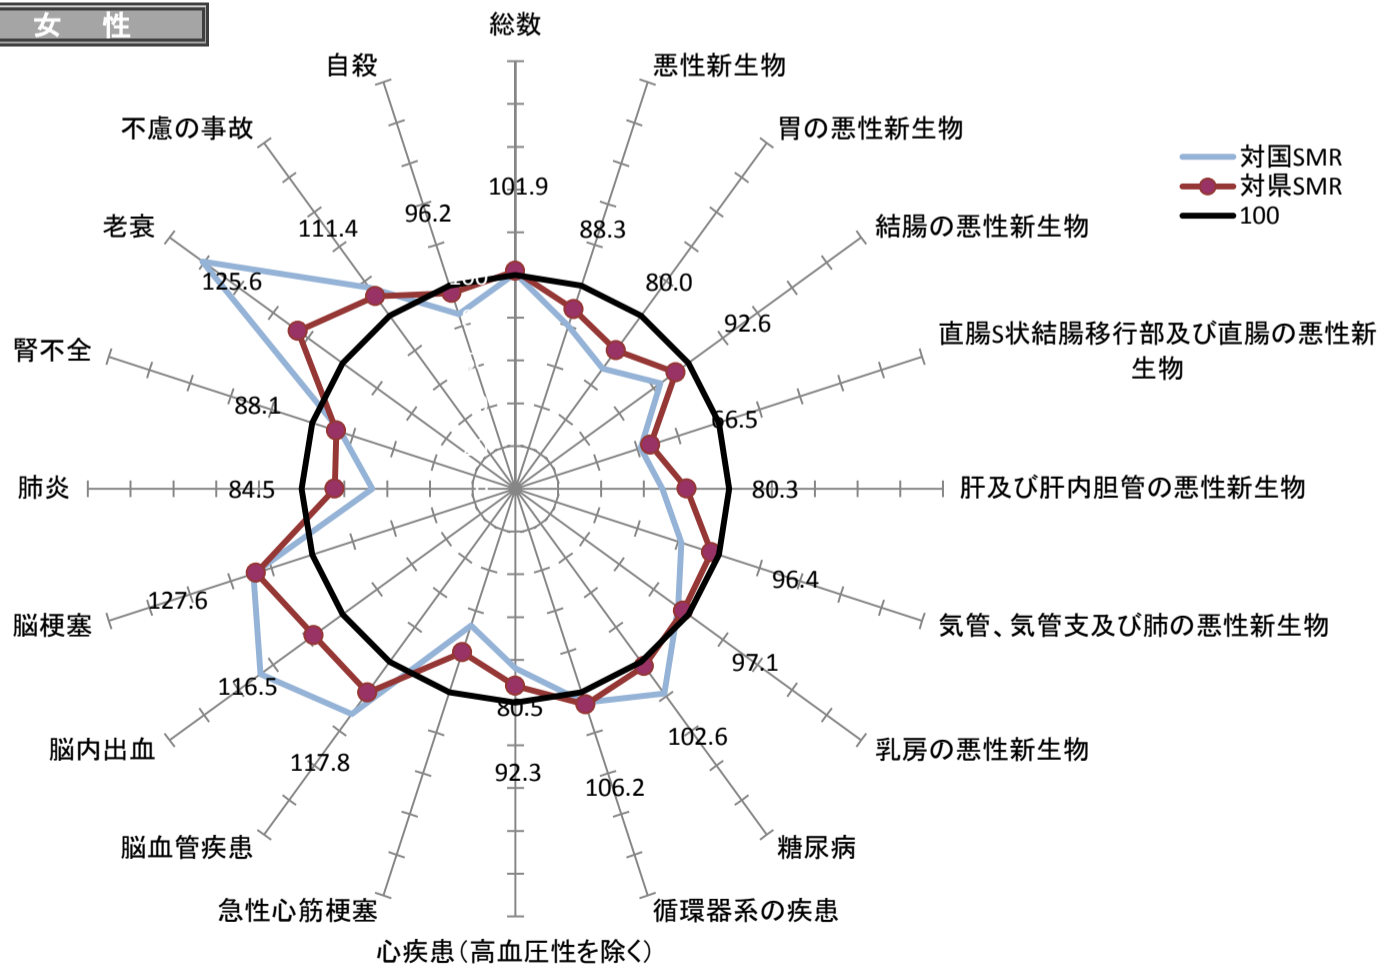 女 性
総数
自殺
悪性新生物
不慮の事故
胃の悪性新生物
対国SMR
対県SMR
100
101.9
96.2
88.3
老衰
111.4
結腸の悪性新生物
125.6
100
80.0
92.6
腎不全
直腸S状結腸移行部及び直腸の悪性新
生物
88.1
66.5
肺炎
84.5
80.3
肝及び肝内胆管の悪性新生物
脳梗塞
127.6
96.4
気管、気管支及び肺の悪性新生物
脳内出血
116.5
80.5
97.1
乳房の悪性新生物
117.8
92.3
106.2
102.6
脳血管疾患
糖尿病
急性心筋梗塞
循環器系の疾患
心疾患(高血圧性を除く)